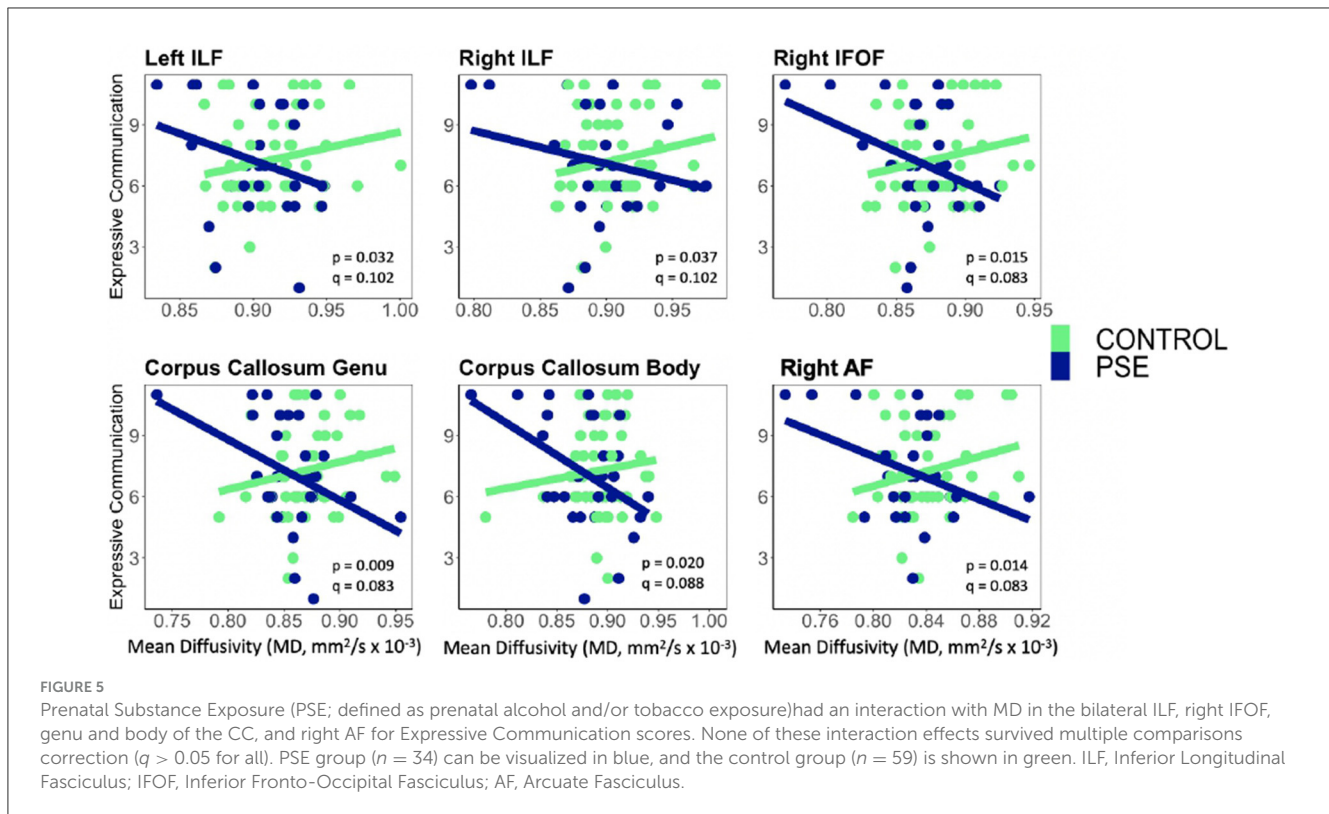 Left ILF
Right ILF
Right IFOF
Expressive Communication
9
6
3
p = 0.032
q = 0.102
0.85
0.90
0.95
1.00
p = 0.037
q = 0.102
0.80
0.85
0.90
0.95
p = 0.015
q = 0.083
0.80
0.85
0.90
0.95
CONTROL
PSE
Corpus Callosum Genu
Corpus Callosum Body
Right AF
Expressive Communication
9
6
3
p = 0.009
q = 0.083
0.75
0.80
0.85
0.90
0.95
Mean Diffusivity (MD, mm²/s x 10⁻³)
p = 0.020
q = 0.088
0.80
0.85
0.90
0.95
1.00
Mean Diffusivity (MD, mm²/s x 10⁻³)
9
6
3
p = 0.014
q = 0.083
0.76
0.80
0.84
0.88
0.92
Mean Diffusivity (MD, mm²/s x 10⁻³)
FIGURE 5
Prenatal Substance Exposure (PSE; defined as prenatal alcohol and/or tobacco exposure)had an interaction with MD in the bilateral ILF, right IFOF,
genu and body of the CC, and right AF for Expressive Communication scores. None of these interaction effects survived multiple comparisons
correction (q > 0.05 for all). PSE group (n = 34) can be visualized in blue, and the control group (n = 59) is shown in green. ILF, Inferior Longitudinal
Fasciculus; IFOF, Inferior Fronto-Occipital Fasciculus; AF, Arcuate Fasciculus.